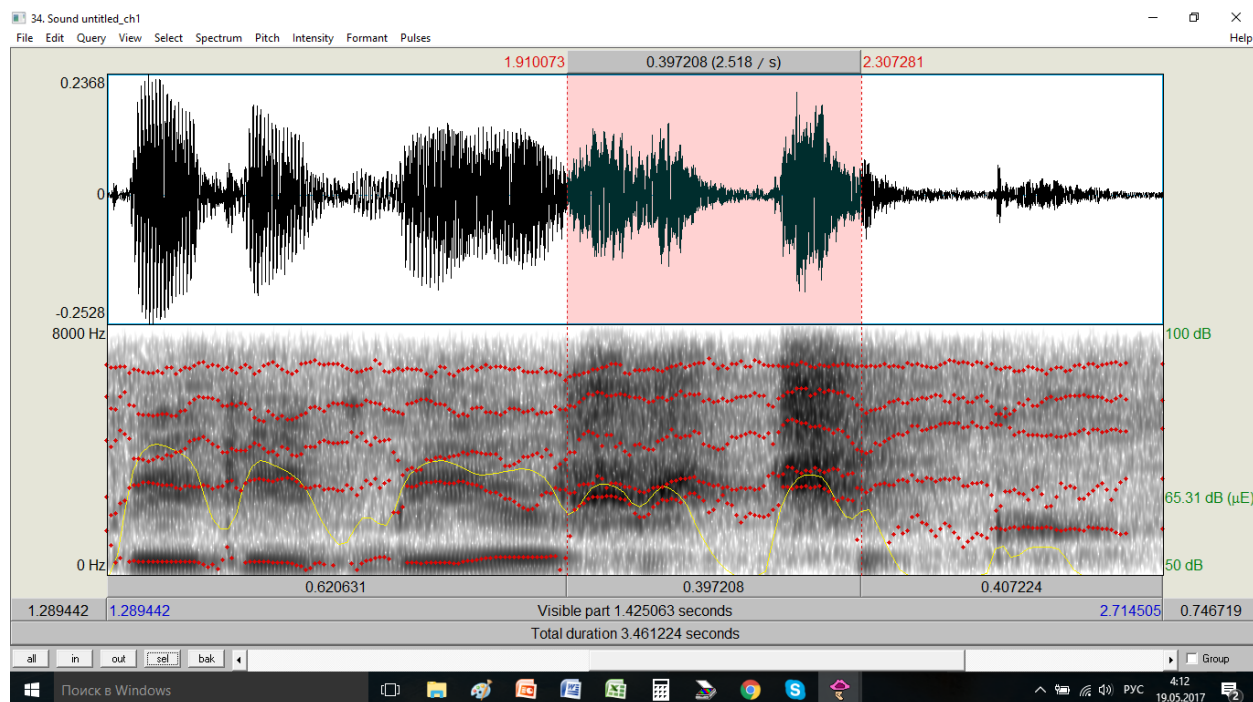 34. Sound untitled_ch1
File Edit Query View Select Spectrum Pitch Intensity Formant Pulses Help
1.910073 0.397208 (2.518 / s) 2.307281
0.2368
0
-0.2528
8000 Hz 100 dB
65.31 dB (µE)
0 Hz 50 dB
0.620631 0.397208 0.407224
1.289442 1.289442 Visible part 1.425063 seconds 2.714505 0.746719
Total duration 3.461224 seconds
all in out sel bak Group
Поиск в Windows РУС 4:12
19.05.2017 2